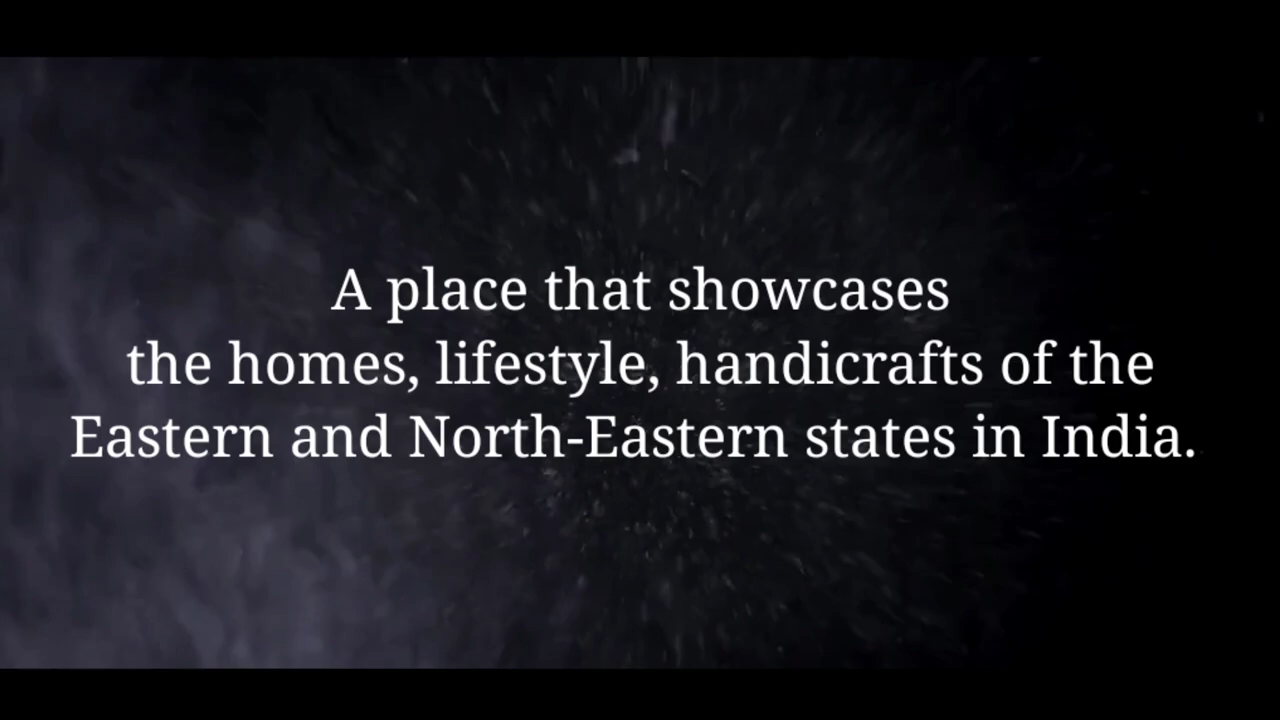 A place that showcases
the homes, lifestyle, handicrafts of the
Eastern and North-Eastern states in India.